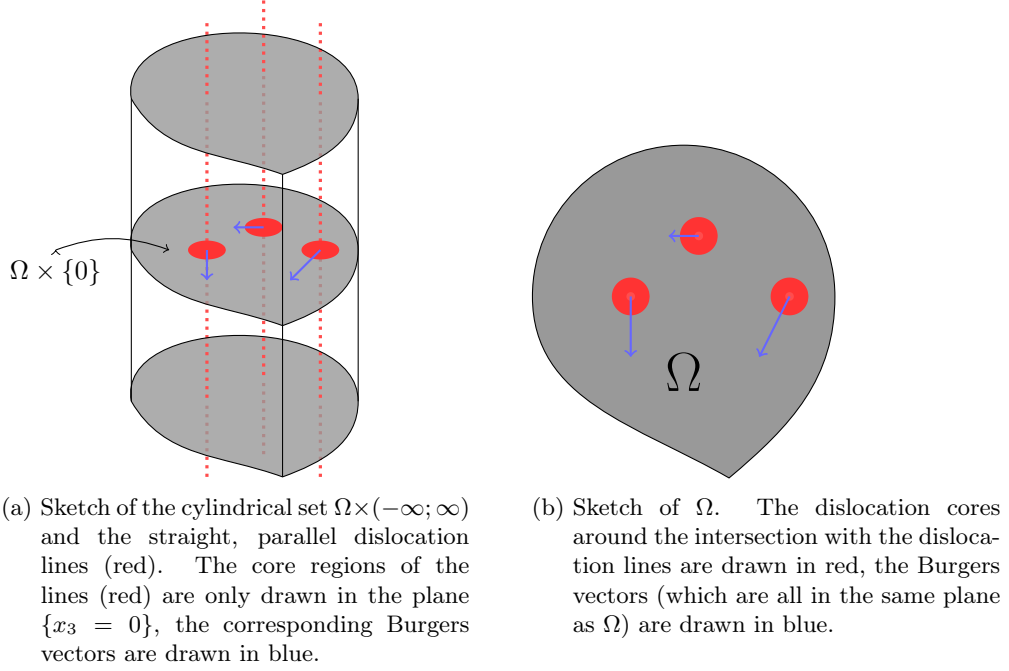 Ω × {0}
Ω
(a) Sketch of the cylindrical set Ω×(−∞; ∞)
and the straight, parallel dislocation
lines (red). The core regions of the
lines (red) are only drawn in the plane
{x₃ = 0}, the corresponding Burgers
vectors are drawn in blue.
(b) Sketch of Ω. The dislocation cores
around the intersection with the disloca-
tion lines are drawn in red, the Burgers
vectors (which are all in the same plane
as Ω) are drawn in blue.